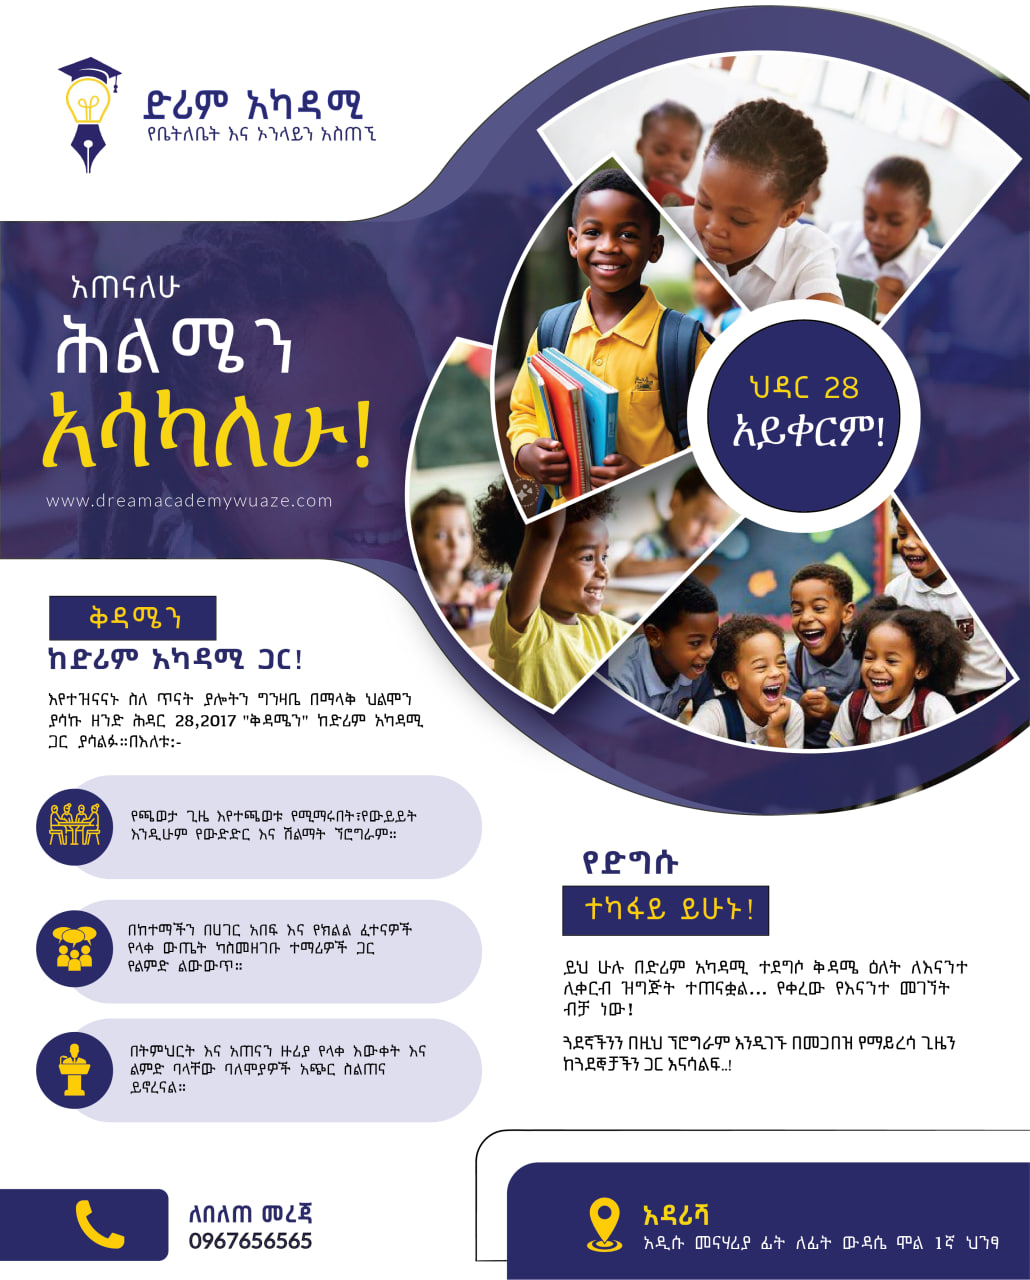 ድሪም አካዳሚ
የቤትለቤት እና ኦንላይን አስጠኚ
አጠናለሁ
ሕልሜን
አሳካለሁ!
www.dreamacademywuaze.com
ህዳር 28
አይቀርም!
ቅዳሜን
ከድሪም አካዳሚ ጋር!
እየተዝናናኑ ስለ ጥናት ያሎትን ግንዛቤ በማላቅ ህልሞን
ያሳኩ ዘንድ ሕዳር 28,2017 "ቅዳሜን" ከድሪም አካዳሚ
ጋር ያሳልፉ።በእለቱ:-
የጫወታ ጊዜ እየተጫወቱ የሚማሩበት፣የውይይት
እንዲሁም የውድድር እና ሽልማት ፕሮግራም።
በከተማችን በሀገር አበፍ እና የክልል ፈተናዎች
የላቀ ውጤት ካስመዘገቡ ተማሪዎች ጋር
የልምድ ልውውጥ።
በትምህርት እና አጠናን ዙሪያ የላቀ እውቀት እና
ልምድ ባላቸው ባለሞያዎች አጭር ስልጠና
ይኖረናል።
የድግሱ
ተካፋይ ይሁኑ!
ይህ ሁሉ በድሪም አካዳሚ ተደግሶ ቅዳሜ ዕለት ለእናንተ
ሊቀርብ ዝግጅት ተጠናቋል... የቀረው የእናንተ መገኘት
ብቻ ነው!
ጓደኛችንን በዚህ ፕሮግራም እንዲገኙ በመጋበዝ የማይረሳ ጊዜን
ከጓደኞቻችን ጋር እናሳልፍ..!
ለበለጠ መረጃ
0967656565
አዳሪሻ
አዲሱ መናሃሪያ ፊት ለፊት ውዳሴ ሞል 1ኛ ህንፃ